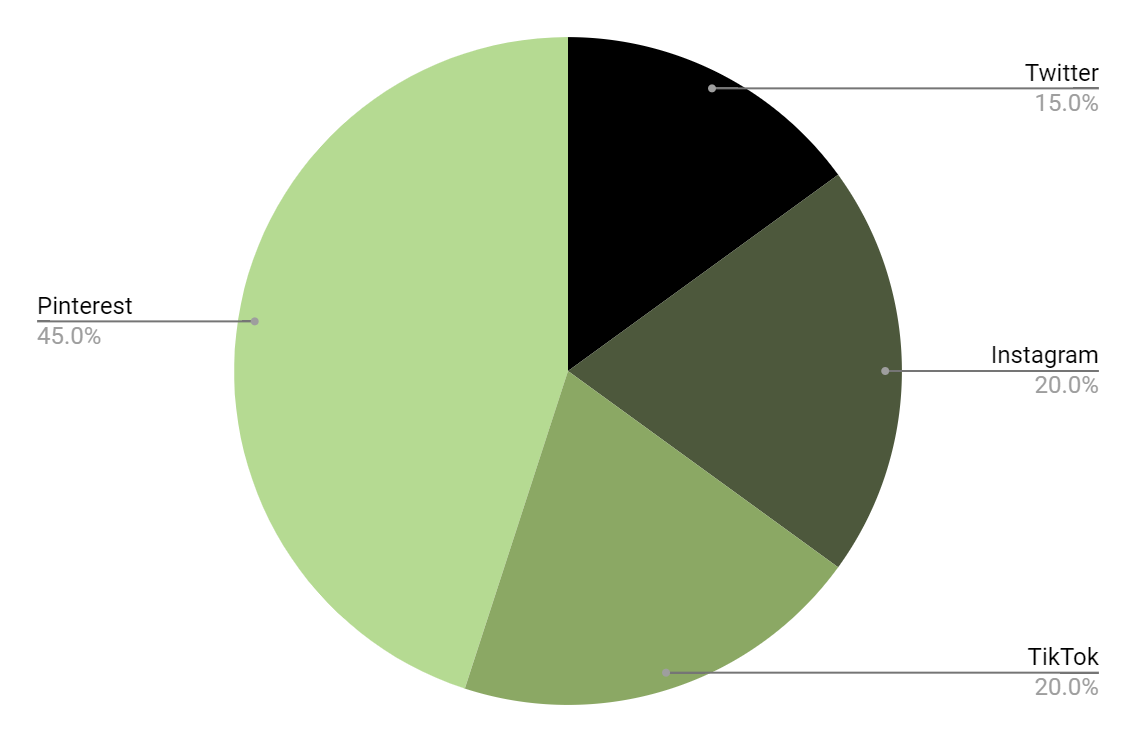 Twitter
15.0%
Pinterest
45.0%
Instagram
20.0%
TikTok
20.0%